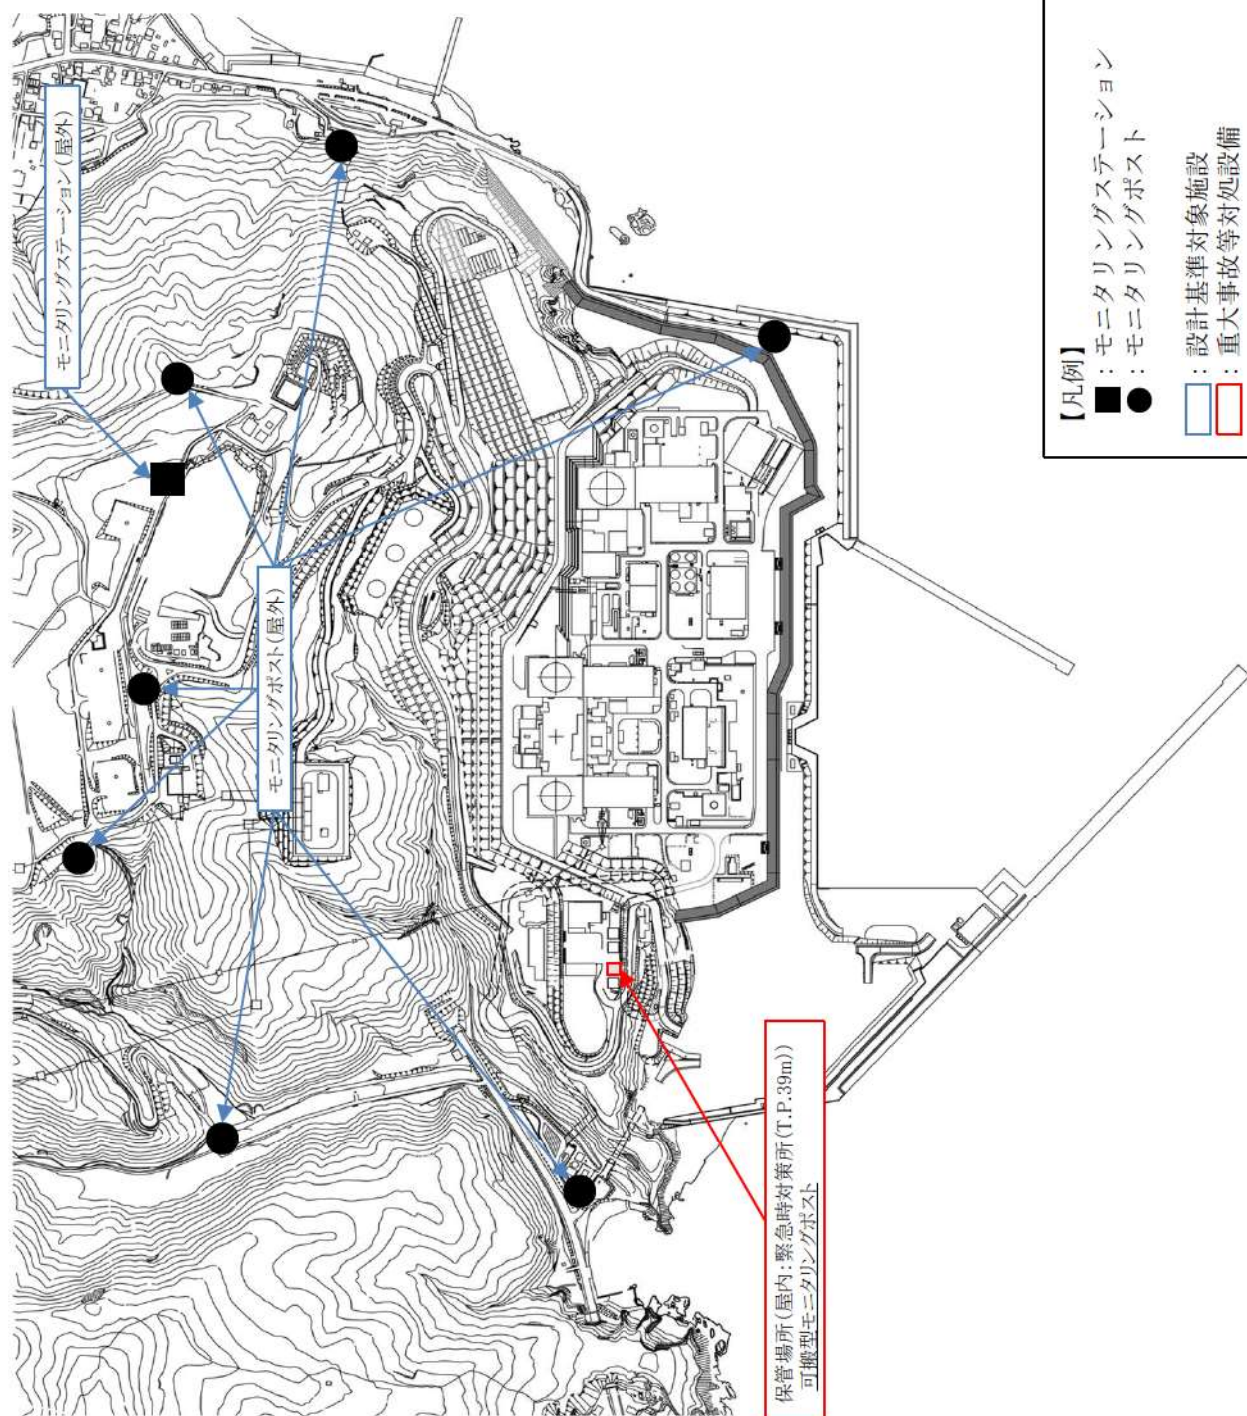 モニタリングステーション(屋外)
モニタリングポスト(屋外)
保管場所(屋内:緊急時対策所(T.P.39m))
可搬型モニタリングポスト
【凡例】
■:モニタリングステーション
●:モニタリングポスト
:設計基準対象施設
:重大事故等対処設備